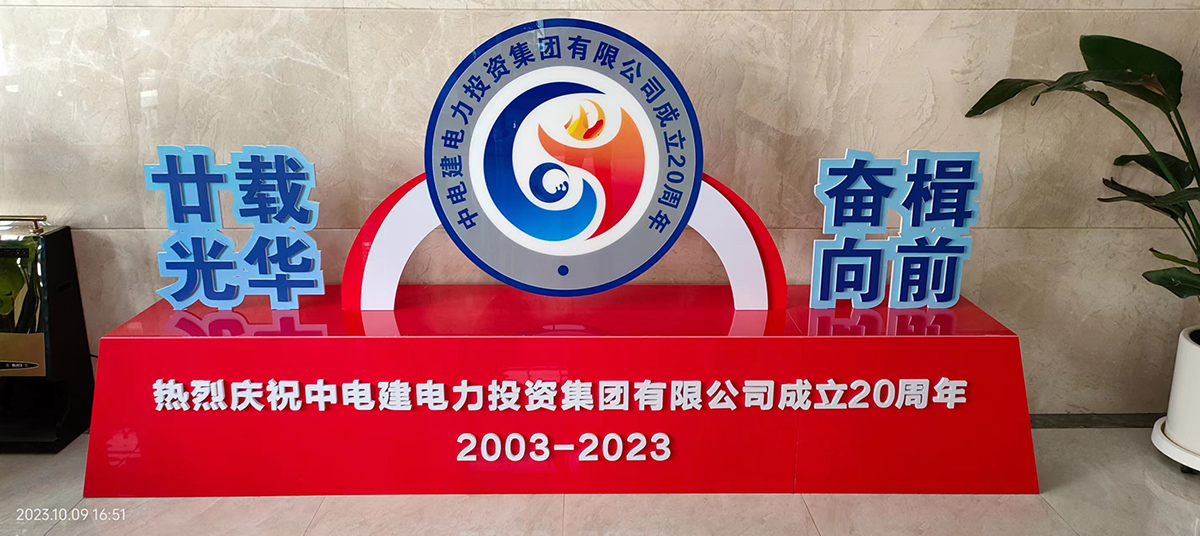 中电建电力投资集团有限公司成立20周年
廿载
光华
奋楫
向前
热烈庆祝中电建电力投资集团有限公司成立20周年
2003-2023
2023.10.09 16:51